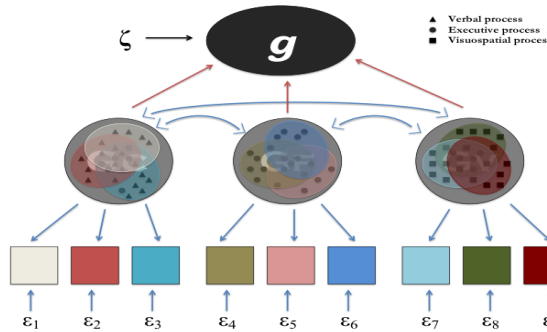 ζ
g
Verbal process
Executive process
Visuospatial proces
ε1 ε2 ε3 ε4 ε5 ε6 ε7 ε8 ε